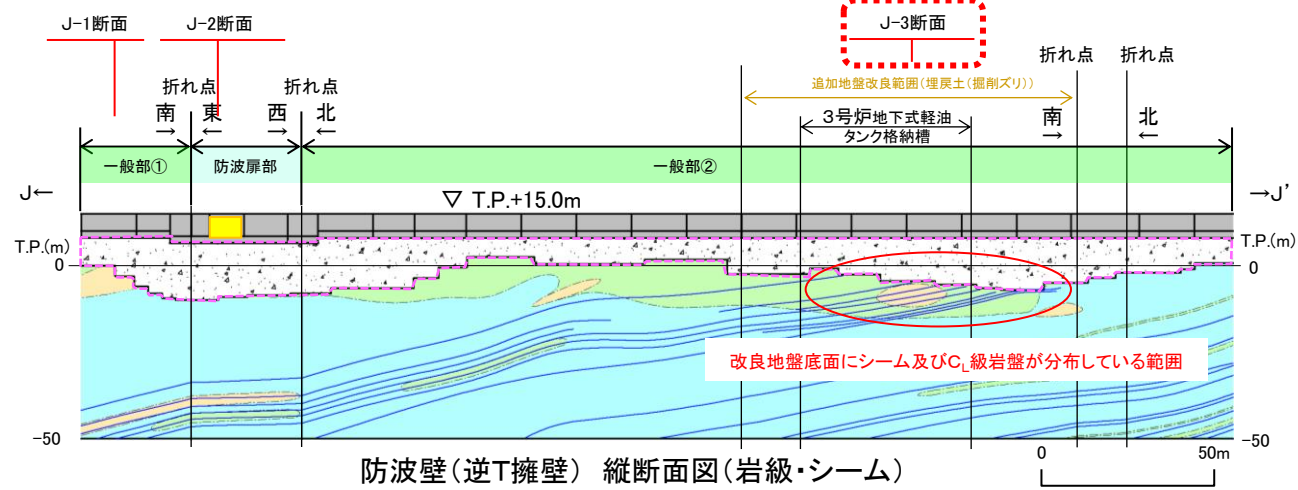 J-1断面
J-2断面
J-3断面
折れ点
折れ点
折れ点
折れ点
追加地盤改良範囲(埋戻土(掘削ズリ))
南
→
東
←
西
→
北
←
3号炉地下式軽油
タンク格納槽
南
→
北
←
一般部①
防波扉部
一般部②
J←
→J’
▽ T.P.+15.0m
T.P.(m)
T.P.(m)
0
0
改良地盤底面にシーム及びCL級岩盤が分布している範囲
-50
-50
防波壁(逆T擁壁) 縦断面図(岩級・シーム)
0
50m